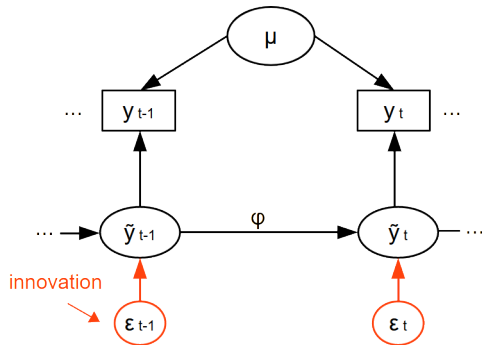 μ
... y t-1 y t ...
φ
... ỹ t-1 ỹ t ...
innovation
ε t-1 ε t